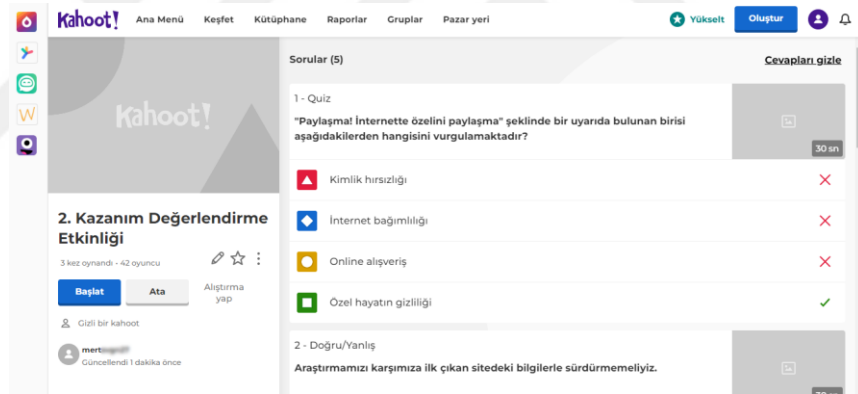 Kahoot! Ana Menü Keşfet Kütüphane Raporlar Gruplar Pazar yeri Yükselt Oluştur
Kahoot!
2. Kazanım Değerlendirme
Etkinliği
3 kez oynandı - 42 oyuncu
Başlat Ata Alıştırma
yap
Gizli bir kahoot
Güncellendi 1 dakika önce
Sorular (5) Cevapları gizle
1 - Quiz
"Paylaşma! İnternette özelini paylaşma" şeklinde bir uyarıda bulunan birisi
aşağıdakilerden hangisini vurgulamaktadır?
30 sn
Kimlik hırsızlığı
İnternet bağımlılığı
Online alışveriş
Özel hayatın gizliliği
2 - Doğru/Yanlış
Araştırmamızı karşımıza ilk çıkan sitedeki bilgilerle sürdürmemeliyiz.